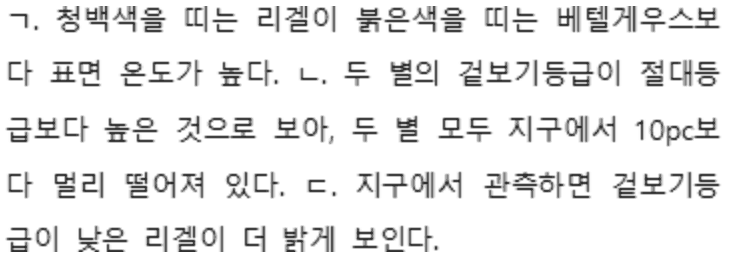 ㄱ. 청백색을 띠는 리겔이 붉은색을 띠는 베텔게우스보
다 표면 온도가 높다. ㄴ. 두 별의 겉보기등급이 절대등
급보다 높은 것으로 보아, 두 별 모두 지구에서 10pc보
다 멀리 떨어져 있다. ㄷ. 지구에서 관측하면 겉보기등
급이 낮은 리겔이 더 밝게 보인다.